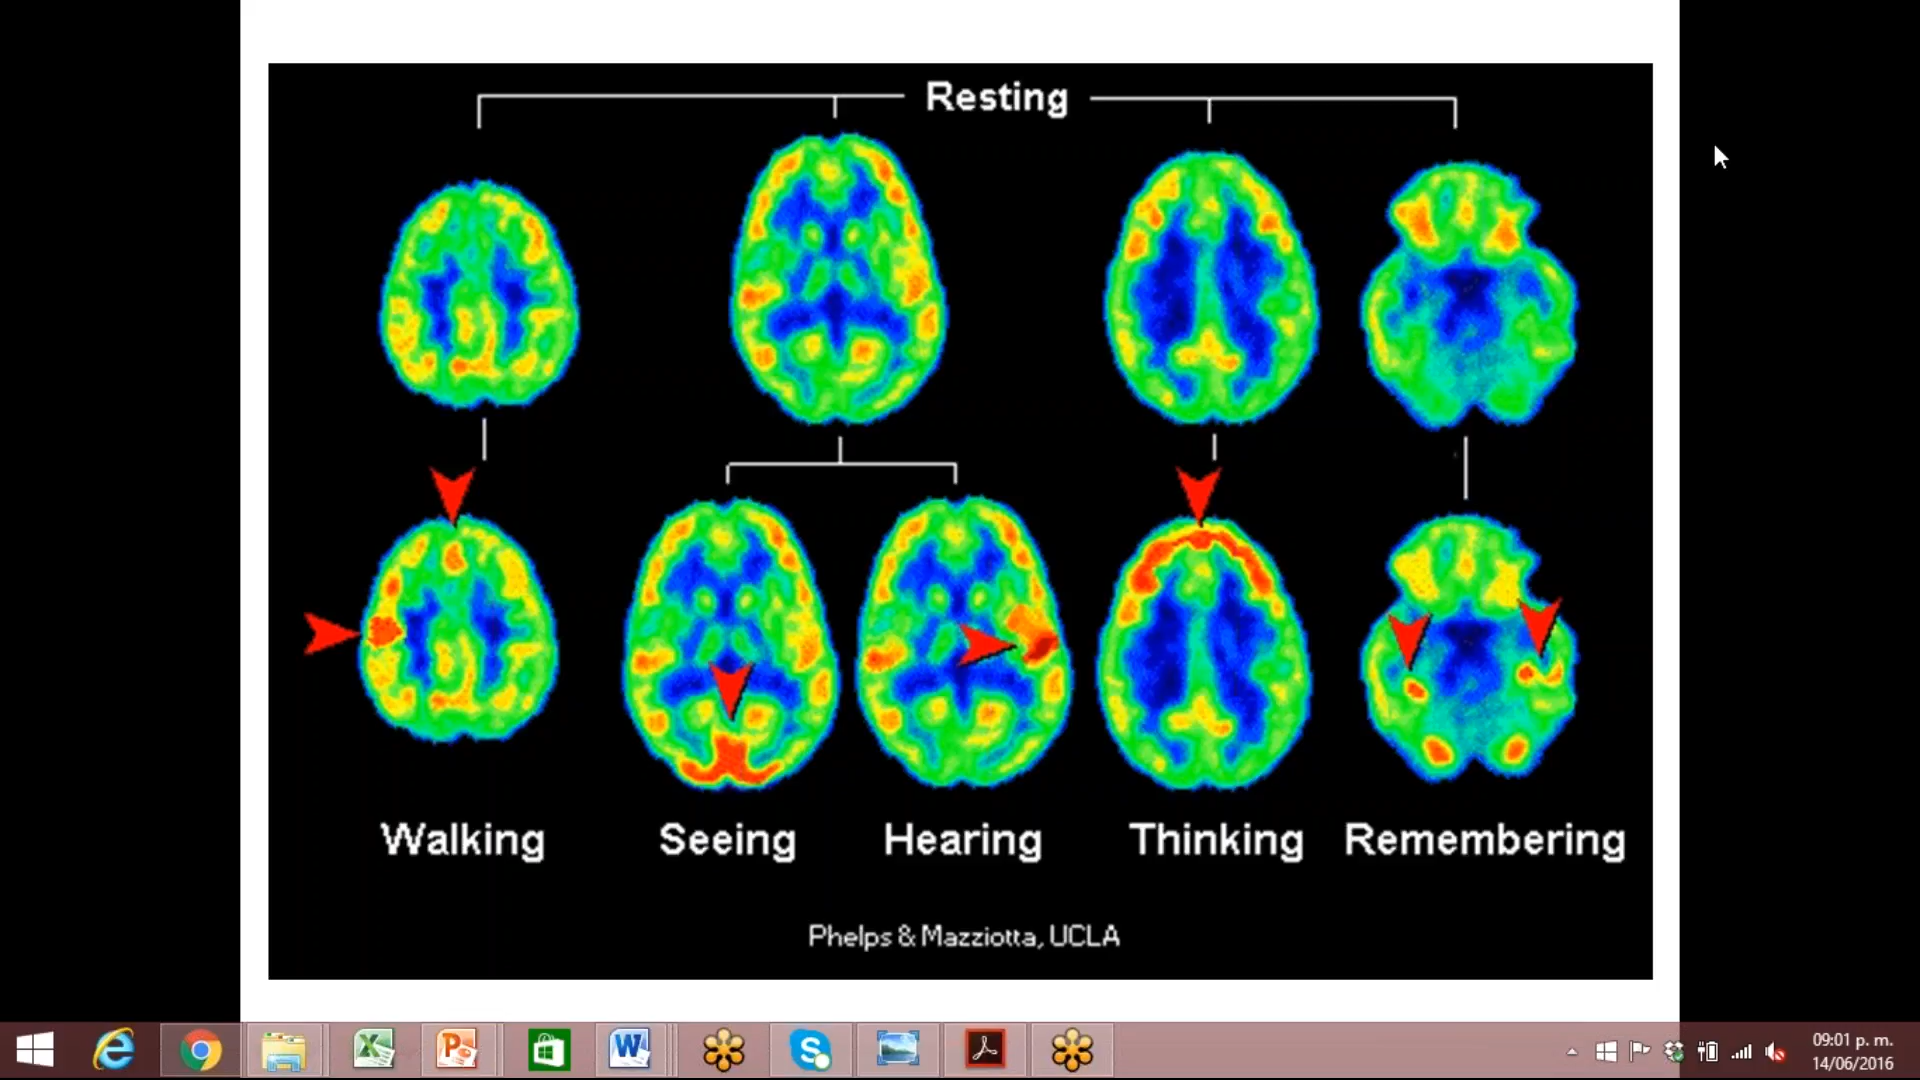 Resting
Walking
Seeing
Hearing
Thinking
Remembering
Phelps & Mazziotta, UCLA
09:01 p. m.
14/06/2016